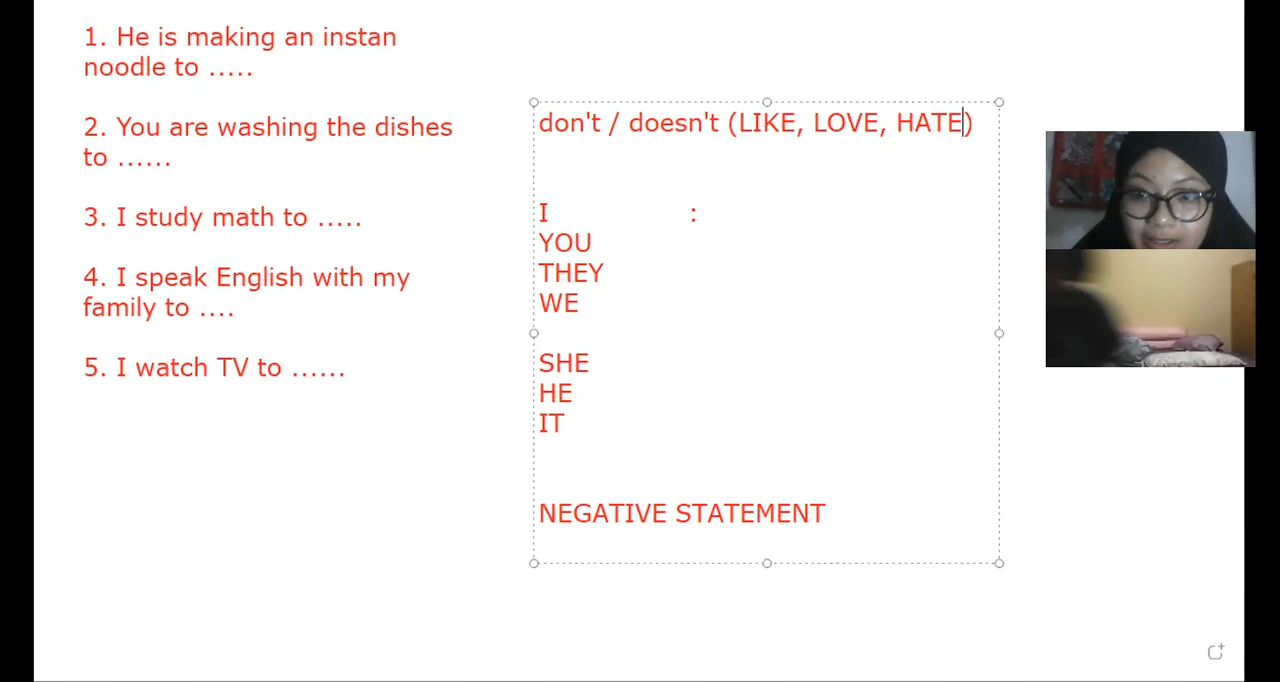 1. He is making an instan
noodle to .....
2. You are washing the dishes
to ......
3. I study math to .....
4. I speak English with my
family to ....
5. I watch TV to ......
don't / doesn't (LIKE, LOVE, HATE)
I :
YOU
THEY
WE
SHE
HE
IT
NEGATIVE STATEMENT